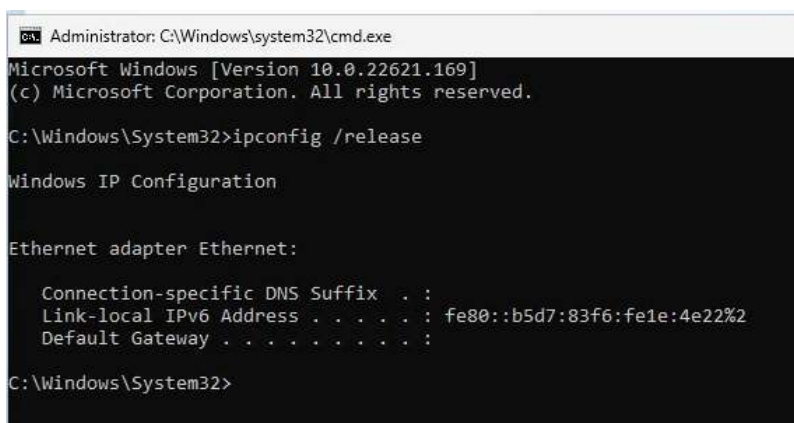 Administrator: C:\Windows\system32\cmd.exe
Microsoft Windows [Version 10.0.22621.169]
(c) Microsoft Corporation. All rights reserved.
C:\Windows\System32>ipconfig /release
Windows IP Configuration
Ethernet adapter Ethernet:
Connection-specific DNS Suffix . :
Link-local IPv6 Address . . . . . : fe80::b5d7:83f6:fe1e:4e22%2
Default Gateway . . . . . . . . . :
C:\Windows\System32>